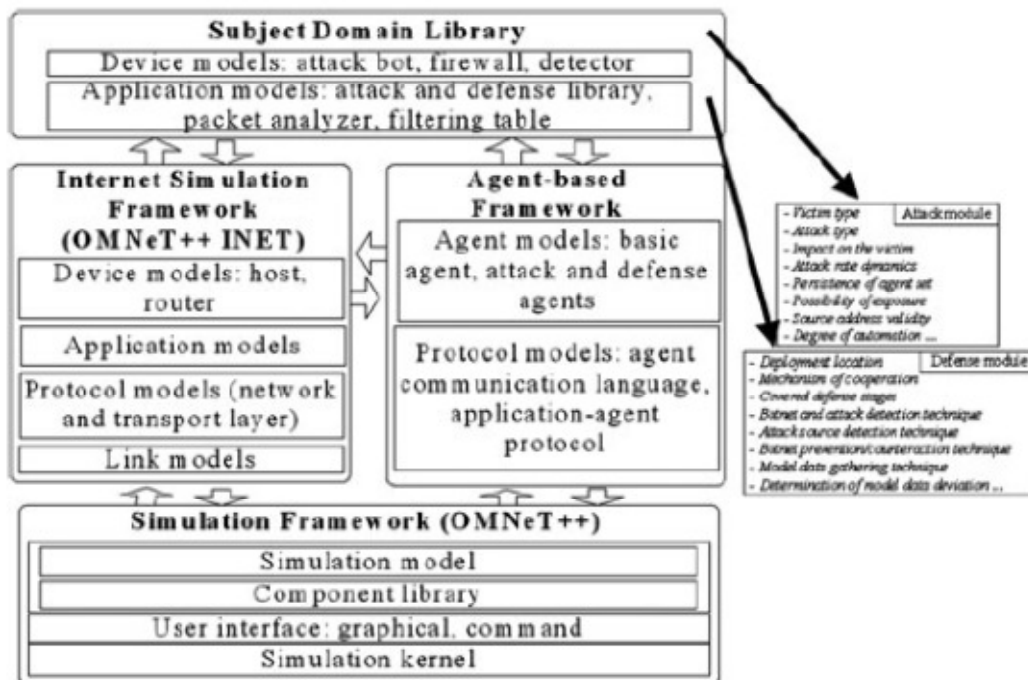 Subject Domain Library
Device models: attack bot, firewall, detector
Application models: attack and defense library,
packet analyzer, filtering table
Internet Simulation
Framework
(OMNeT++ INET)
Device models: host,
router
Application models
Protocol models (network
and transport layer)
Link models
Agent-based
Framework
Agent models: basic
agent, attack and defense
agents
Protocol models: agent
communication language,
application-agent
protocol
- Victim type
Attack module
- Attack type
- Impact on the victim
- Attack rate dynamics
- Persistence of agent set
- Possibility of exposure
- Source address validity
- Degree of automation ...
- Deployment location
Defense module
- Mechanism of cooperation
- Covered defense stages
- Botnet and attack detection technique
- Attack source detection technique
- Botnet prevention/counteraction technique
- Model data gathering technique
- Determination of model data deviation ...
Simulation Framework (OMNeT++)
Simulation model
Component library
User interface: graphical, command
Simulation kernel